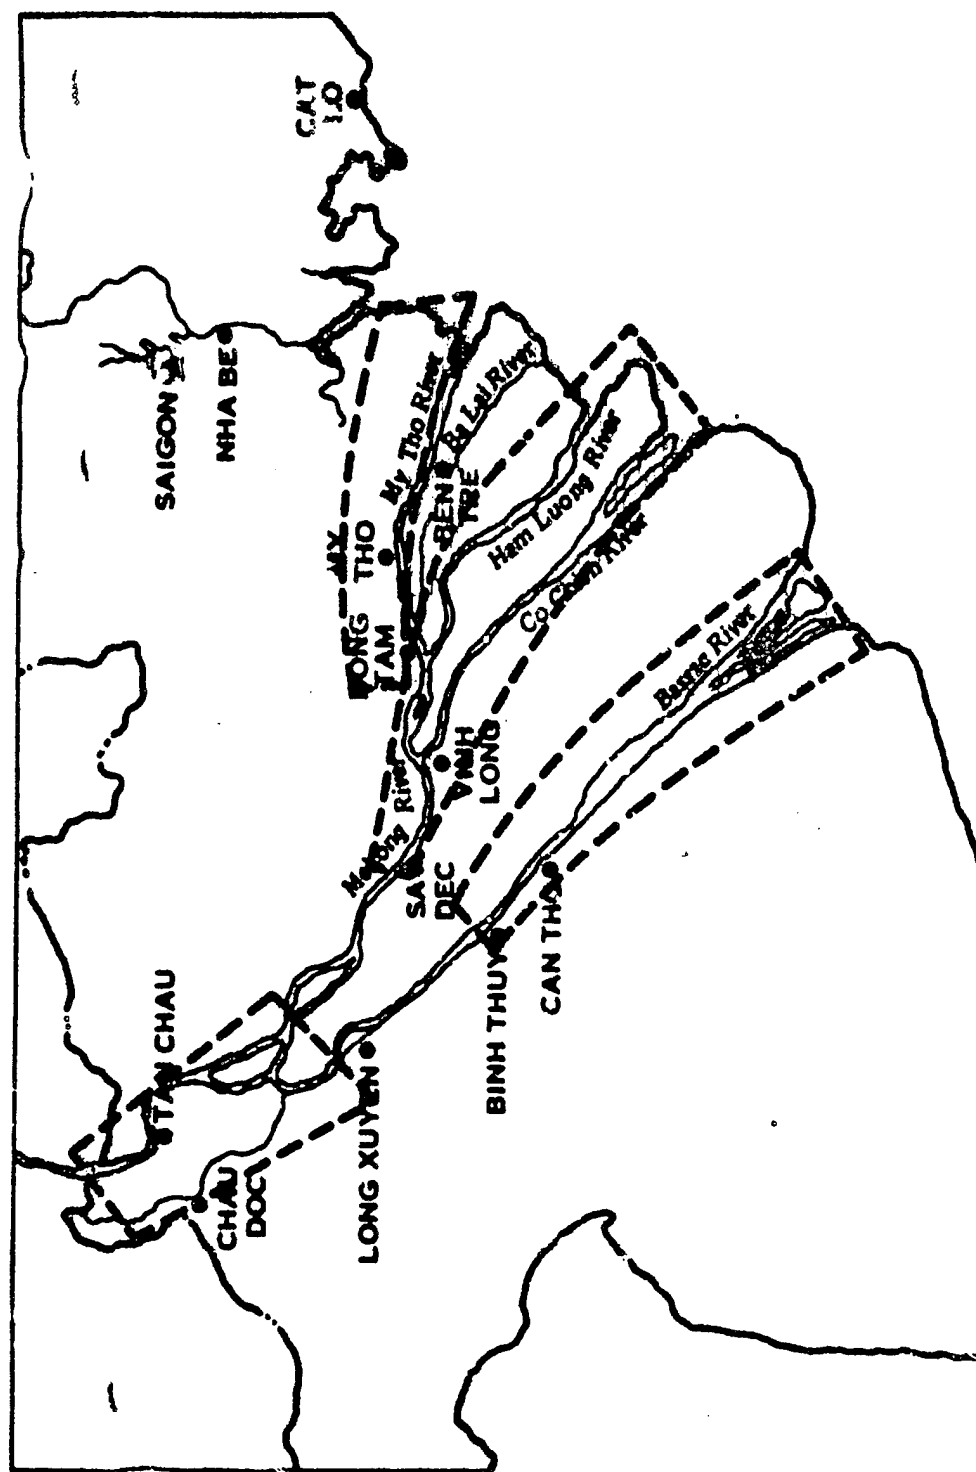 CAT
LO
SAIGON
NHA BE
MY
THO
DONG
TAM
My Tho River
Ba Lai River
BEN
TRE
Ham Luong River
Co Chien River
Bassac River
VINH
LONG
Mekong River
SA
DEC
CAN THO
BINH THUY
TAN CHAU
LONG XUYEN
CHAU
DOC